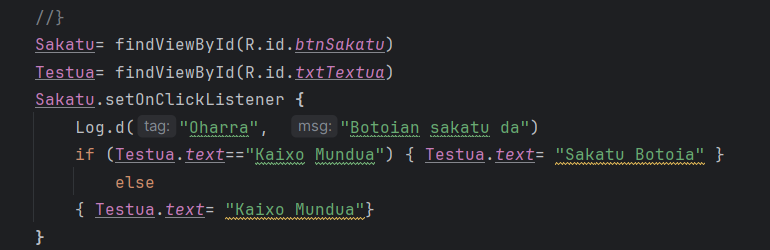 //}
Sakatu= findViewById(R.id.btnSakatu)
Testua= findViewById(R.id.txtTextua)
Sakatu.setOnClickListener {
Log.d( tag: "Oharra", msg: "Botoian sakatu da")
if (Testua.text=="Kaixo Mundua") { Testua.text= "Sakatu Botoia" }
else
{ Testua.text= "Kaixo Mundua"}
}